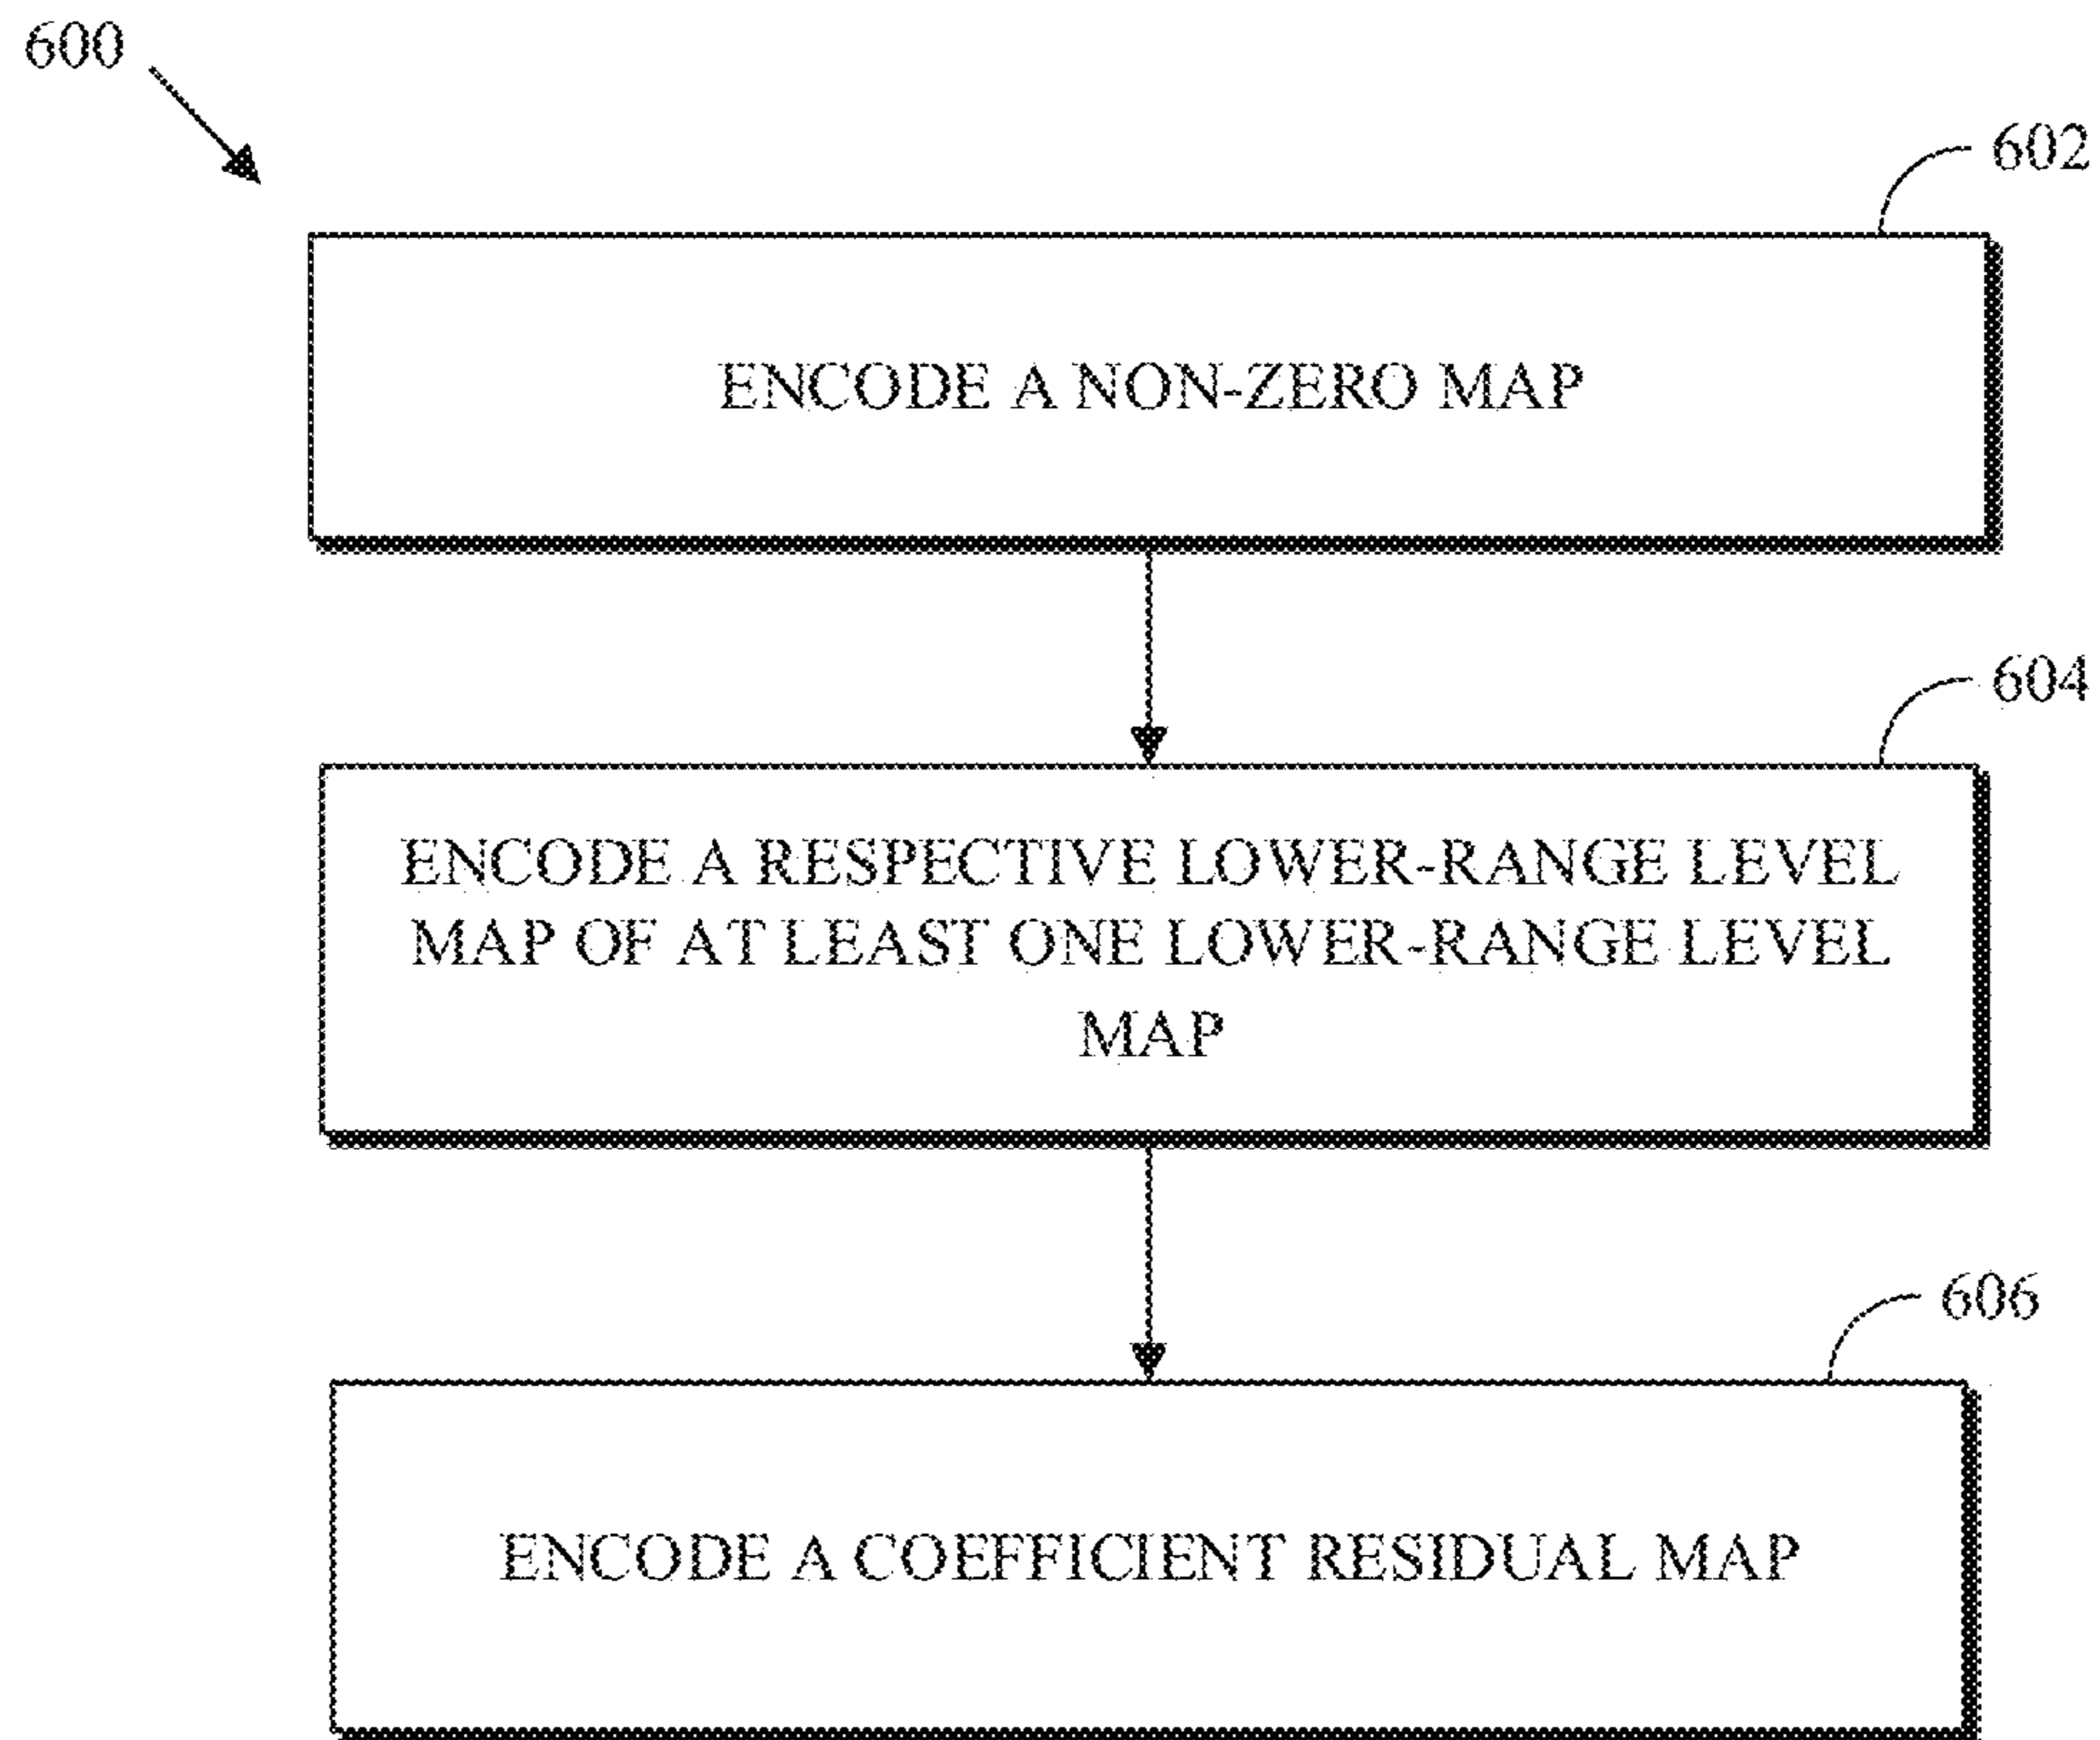 600
602
ENCODE A NON-ZERO MAP
604
ENCODE A RESPECTIVE LOWER-RANGE LEVEL
MAP OF AT LEAST ONE LOWER-RANGE LEVEL
MAP
606
ENCODE A COEFFICIENT RESIDUAL MAP